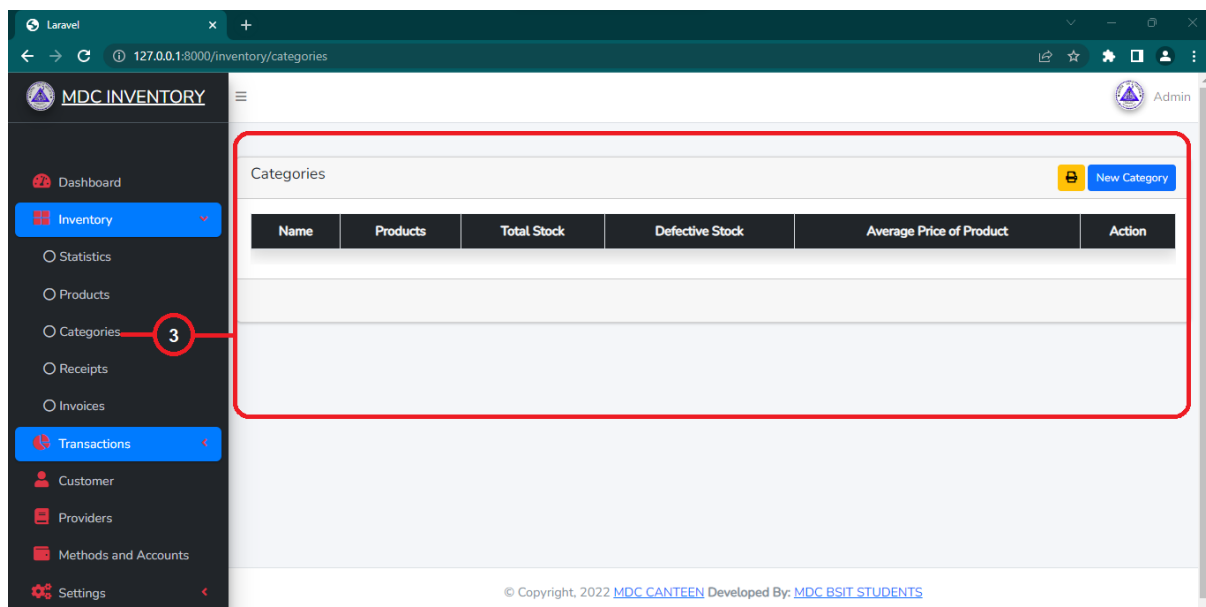 Laravel
127.0.0.1:8000/inventory/categories
MDC INVENTORY
Admin
Dashboard
Inventory
Statistics
Products
Categories
3
Receipts
Invoices
Transactions
Customer
Providers
Methods and Accounts
Settings
Categories
New Category
Name Products Total Stock Defective Stock Average Price of Product Action
© Copyright, 2022 MDC CANTEEN Developed By: MDC BSIT STUDENTS